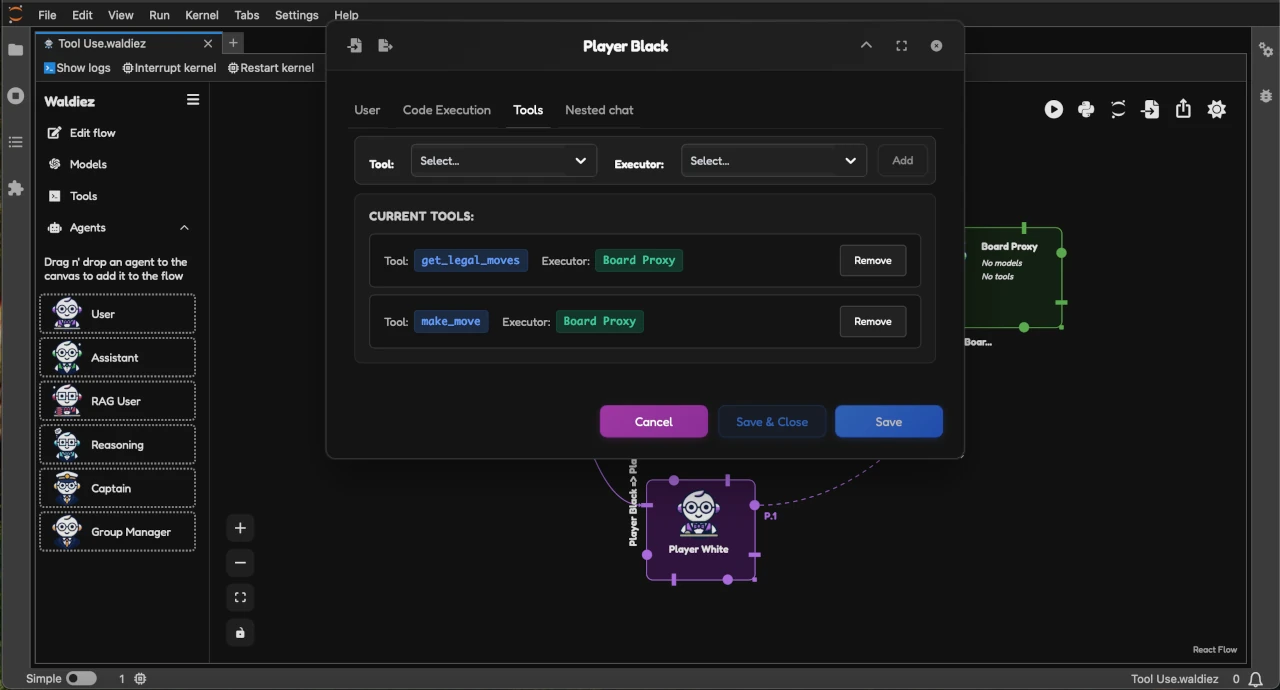 File Edit View Run Kernel Tabs Settings Help
Tool Use.waldiez
Show logs Interrupt kernel Restart kernel
Waldiez
Edit flow
Models
Tools
Agents
Drag n' drop an agent to the
canvas to add it to the flow
User
Assistant
RAG User
Reasoning
Captain
Group Manager
Player Black
User Code Execution Tools Nested chat
Tool: Select... Executor: Select... Add
CURRENT TOOLS:
Tool: get_legal_moves Executor: Board Proxy Remove
Tool: make_move Executor: Board Proxy Remove
Cancel Save & Close Save
Board Proxy
No models
No tools
Boar...
Player Black => Pla
Player White
P.1
React Flow
Simple 1 Tool Use.waldiez 0